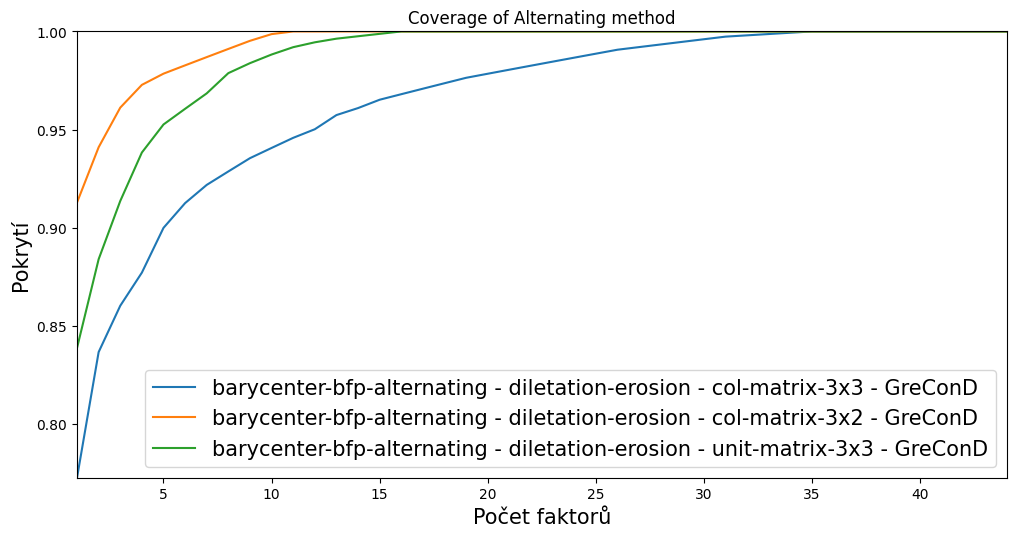 Coverage of Alternating method
1.00
0.95
0.90
0.85
0.80
Pokrytí
barycenter-bfp-alternating - diletation-erosion - col-matrix-3x3 - GreConD
barycenter-bfp-alternating - diletation-erosion - col-matrix-3x2 - GreConD
barycenter-bfp-alternating - diletation-erosion - unit-matrix-3x3 - GreConD
5 10 15 20 25 30 35 40
Počet faktorů